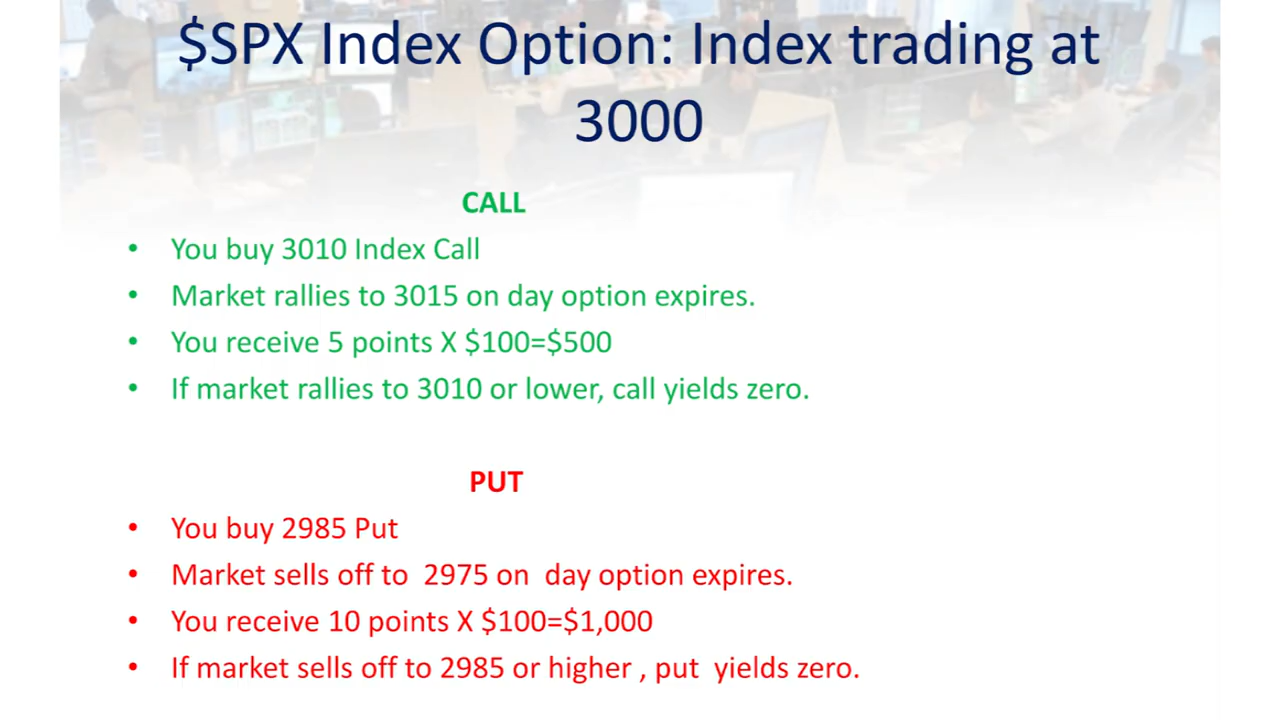 $SPX Index Option: Index trading at
3000
CALL
• You buy 3010 Index Call
• Market rallies to 3015 on day option expires.
• You receive 5 points X $100=$500
• If market rallies to 3010 or lower, call yields zero.
PUT
• You buy 2985 Put
• Market sells off to 2975 on day option expires.
• You receive 10 points X $100=$1,000
• If market sells off to 2985 or higher , put yields zero.